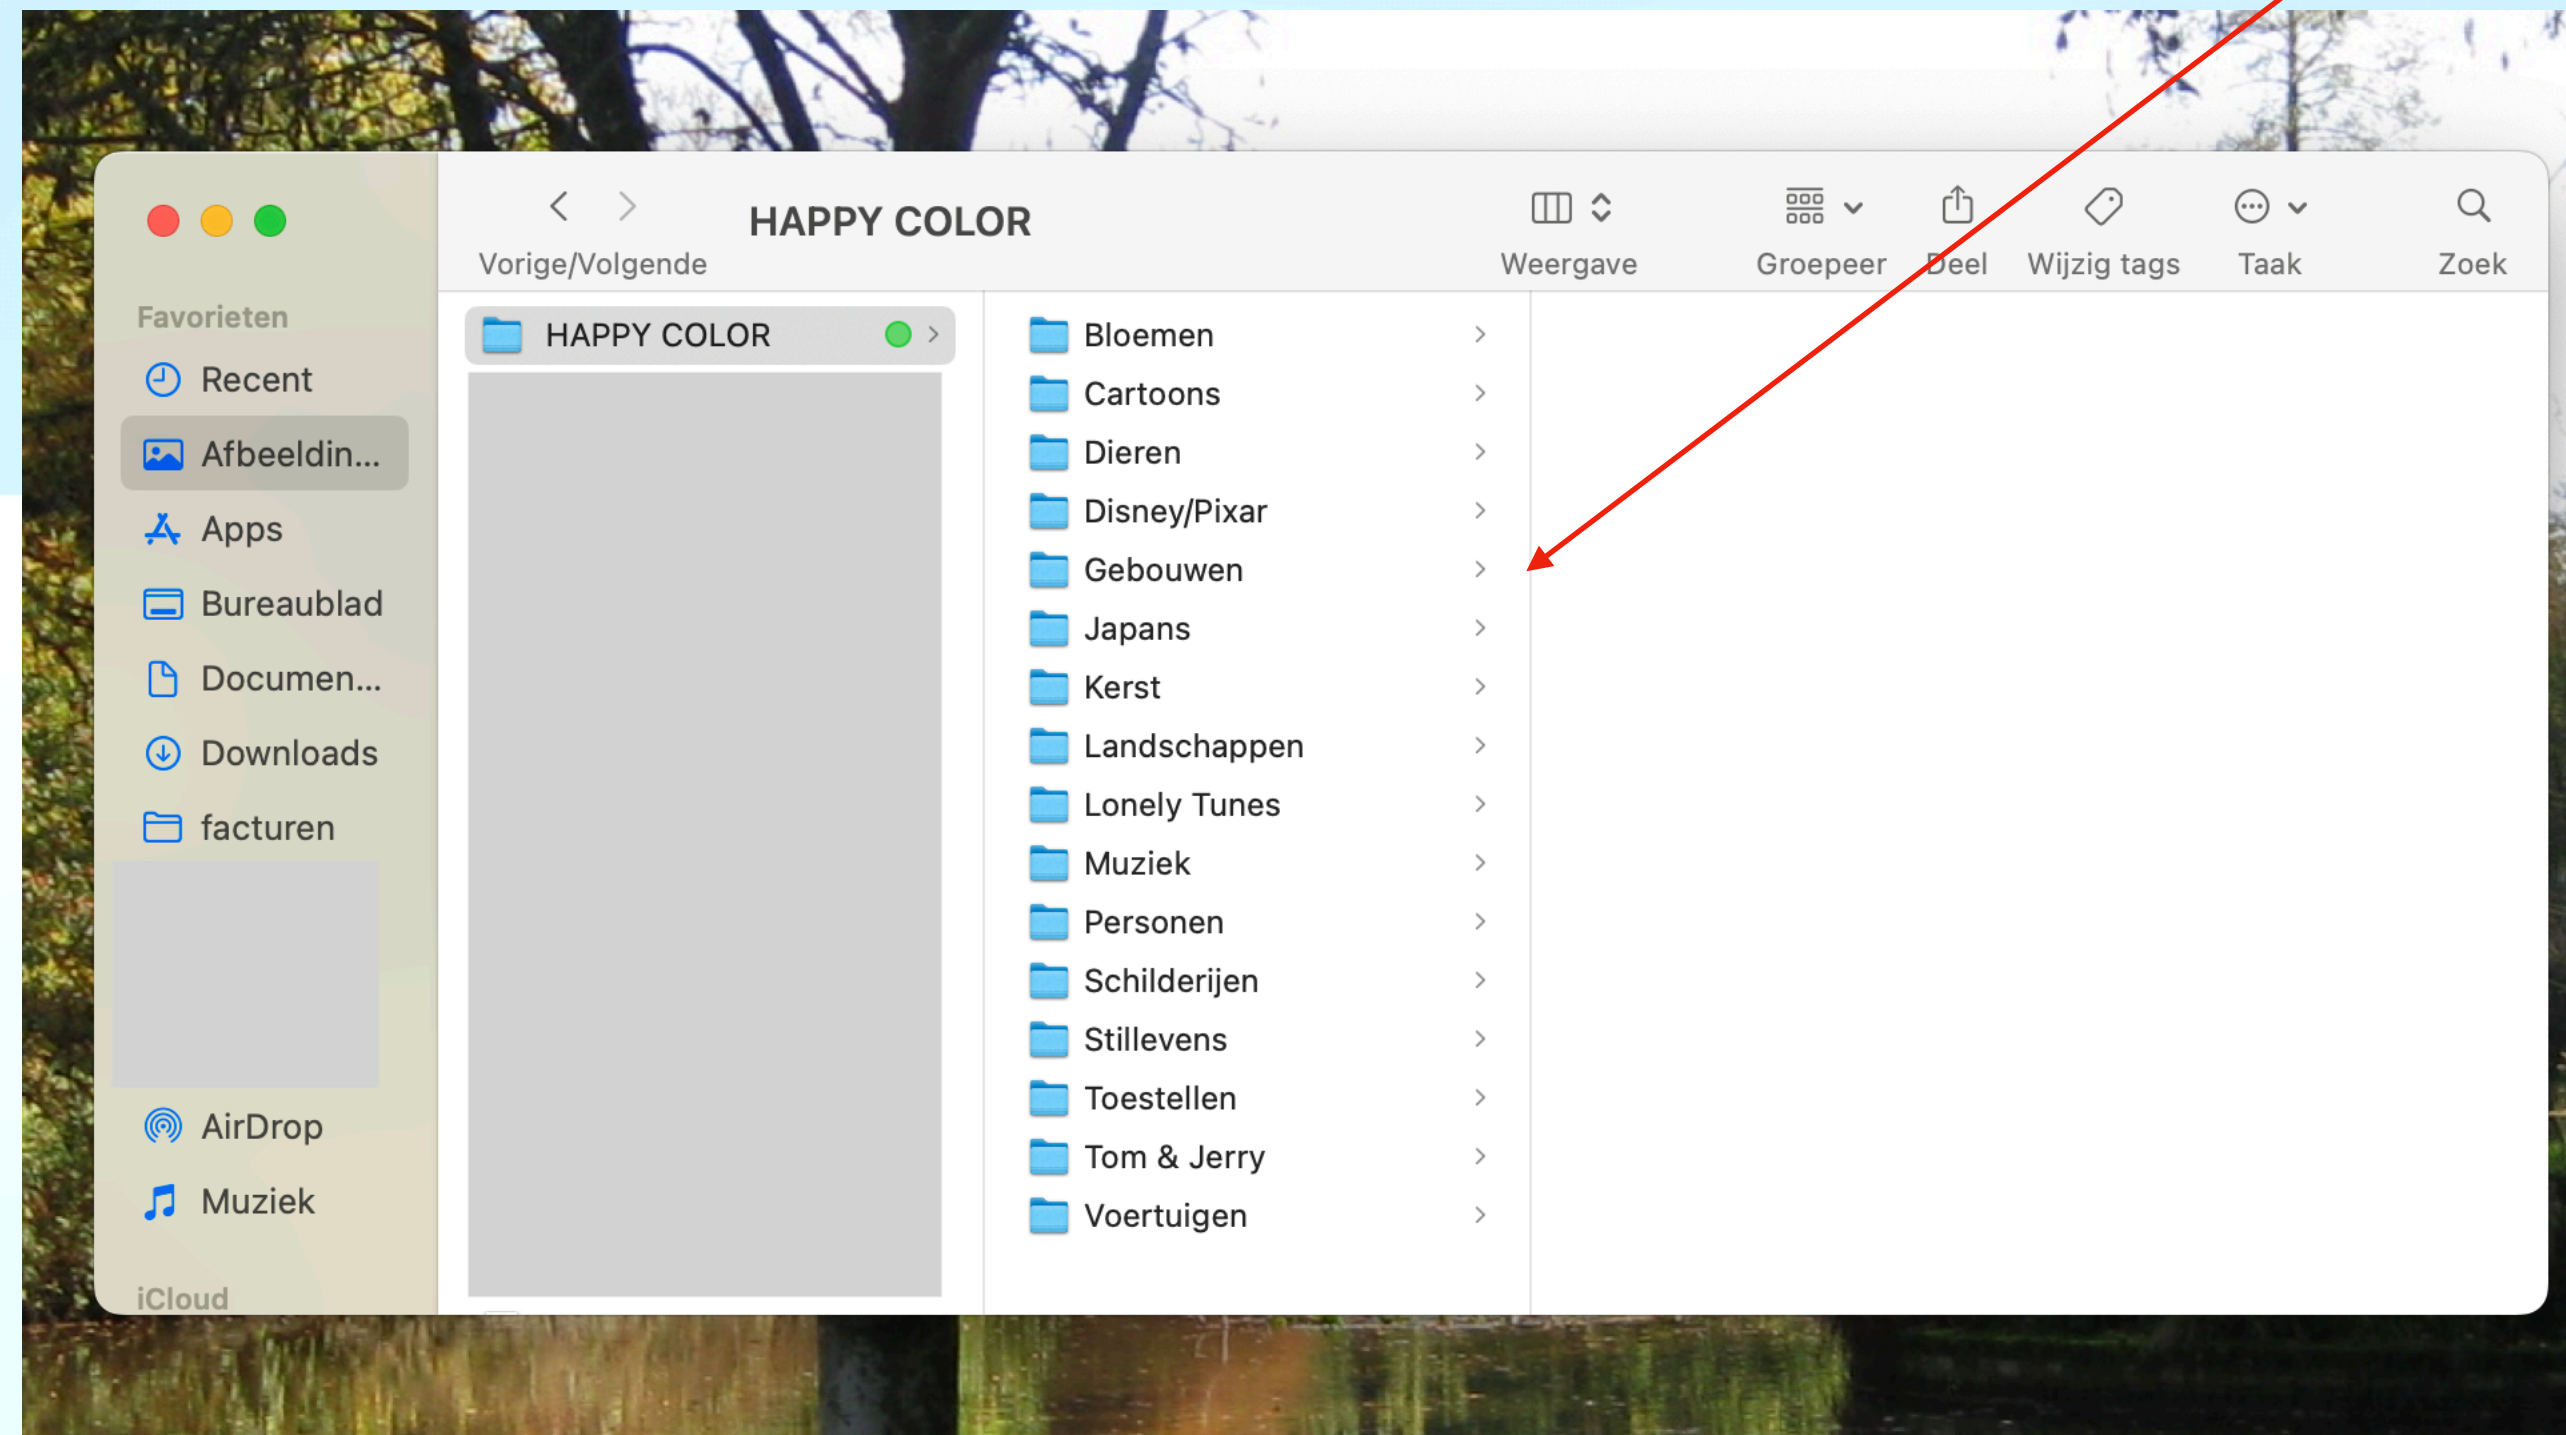 HAPPY COLOR
Vorige/Volgende
Weergave
Groepeer
Deel
Wijzig tags
Taak
Zoek
Favorieten
Recent
Afbeeldin...
Apps
Bureaublad
Documen...
Downloads
facturen
AirDrop
Muziek
iCloud
HAPPY COLOR
Bloemen
Cartoons
Dieren
Disney/Pixar
Gebouwen
Japans
Kerst
Landschappen
Lonely Tunes
Muziek
Personen
Schilderijen
Stillevens
Toestellen
Tom & Jerry
Voertuigen